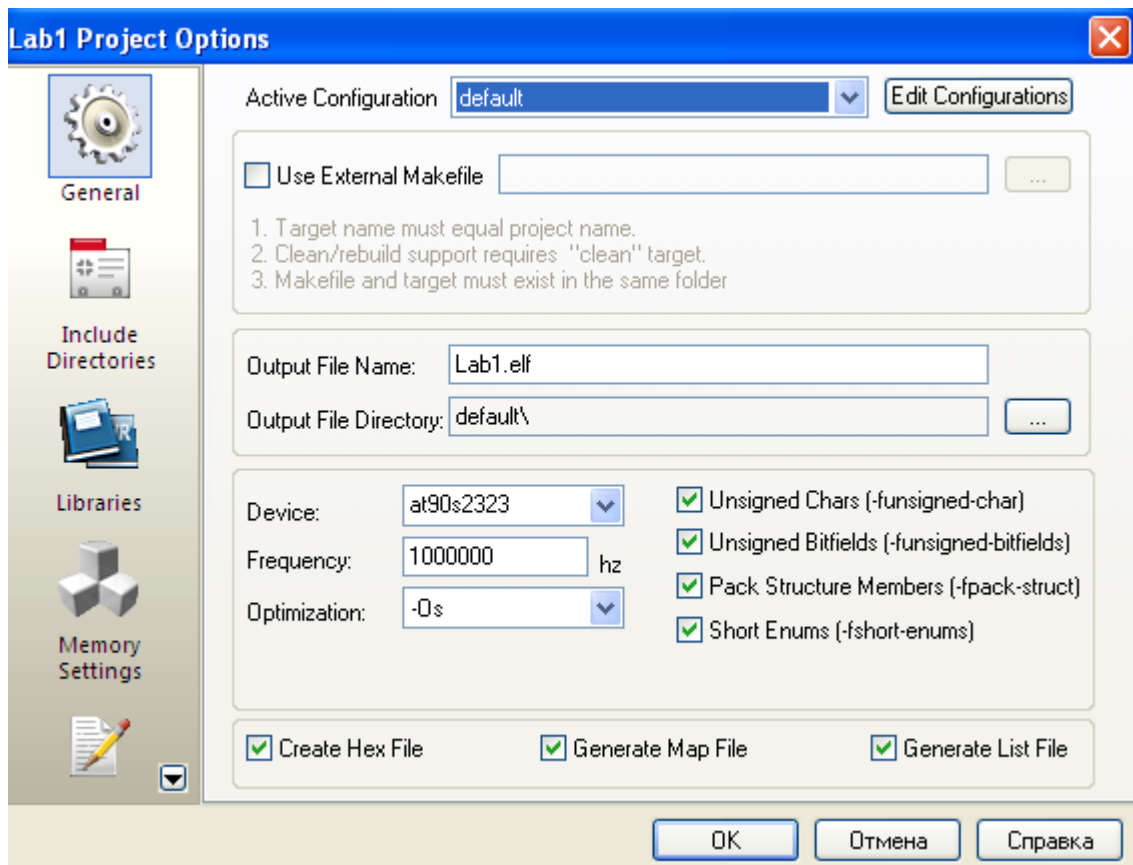 Lab1 Project Options
General
Include
Directories
Libraries
Memory
Settings
Active Configuration default Edit Configurations
Use External Makefile ...
1. Target name must equal project name.
2. Clean/rebuild support requires "clean" target.
3. Makefile and target must exist in the same folder
Output File Name: Lab1.elf
Output File Directory: default\ ...
Device: at90s2323
Frequency: 1000000 hz
Optimization: -Os
Unsigned Chars (-funsigned-char)
Unsigned Bitfields (-funsigned-bitfields)
Pack Structure Members (-fpack-struct)
Short Enums (-fshort-enums)
Create Hex File Generate Map File Generate List File
OK Отмена Справка